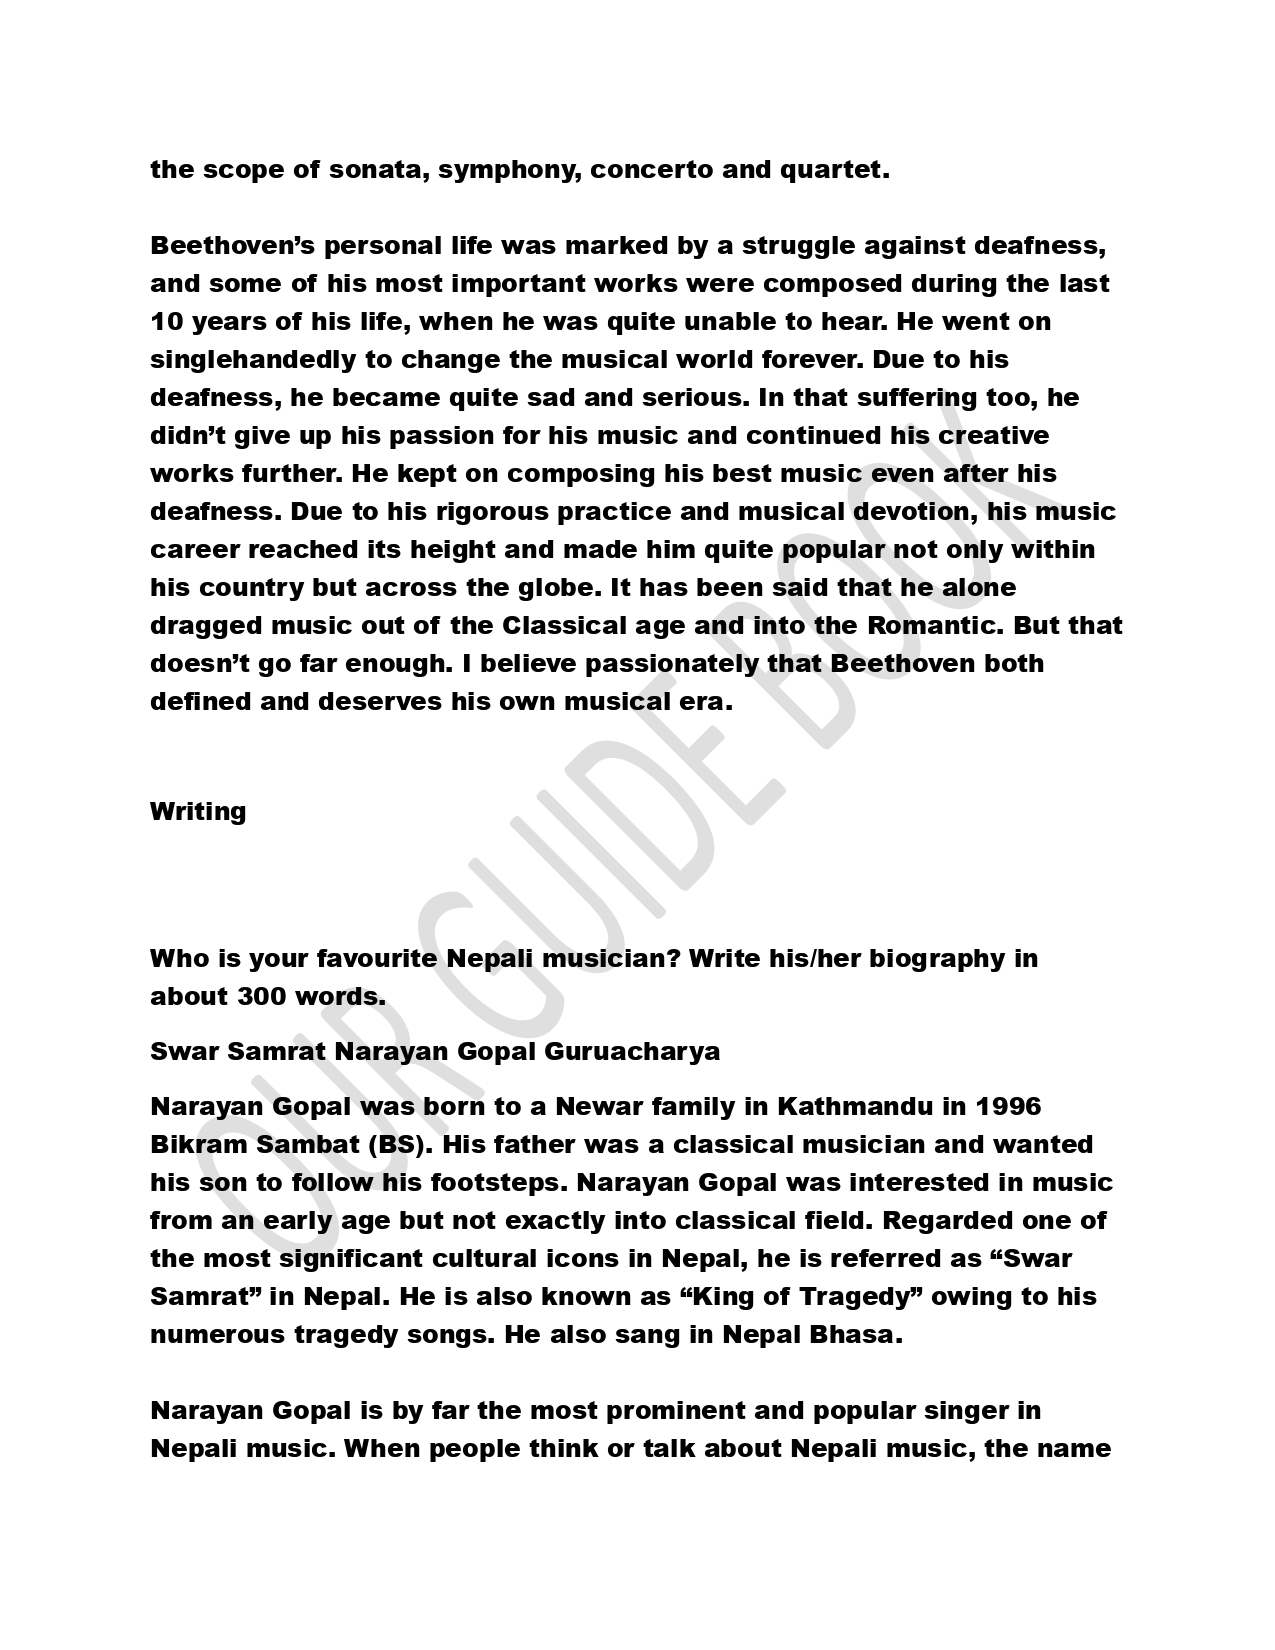 the scope of sonata, symphony, concerto and quartet.
Beethoven’s personal life was marked by a struggle against deafness,
and some of his most important works were composed during the last
10 years of his life, when he was quite unable to hear. He went on
singlehandedly to change the musical world forever. Due to his
deafness, he became quite sad and serious. In that suffering too, he
didn’t give up his passion for his music and continued his creative
works further. He kept on composing his best music even after his
deafness. Due to his rigorous practice and musical devotion, his music
career reached its height and made him quite popular not only within
his country but across the globe. It has been said that he alone
dragged music out of the Classical age and into the Romantic. But that
doesn’t go far enough. I believe passionately that Beethoven both
defined and deserves his own musical era.
Writing
Who is your favourite Nepali musician? Write his/her biography in
about 300 words.
Swar Samrat Narayan Gopal Guruacharya
Narayan Gopal was born to a Newar family in Kathmandu in 1996
Bikram Sambat (BS). His father was a classical musician and wanted
his son to follow his footsteps. Narayan Gopal was interested in music
from an early age but not exactly into classical field. Regarded one of
the most significant cultural icons in Nepal, he is referred as “Swar
Samrat” in Nepal. He is also known as “King of Tragedy” owing to his
numerous tragedy songs. He also sang in Nepal Bhasa.
Narayan Gopal is by far the most prominent and popular singer in
Nepali music. When people think or talk about Nepali music, the name
OUR GUIDE BOOK